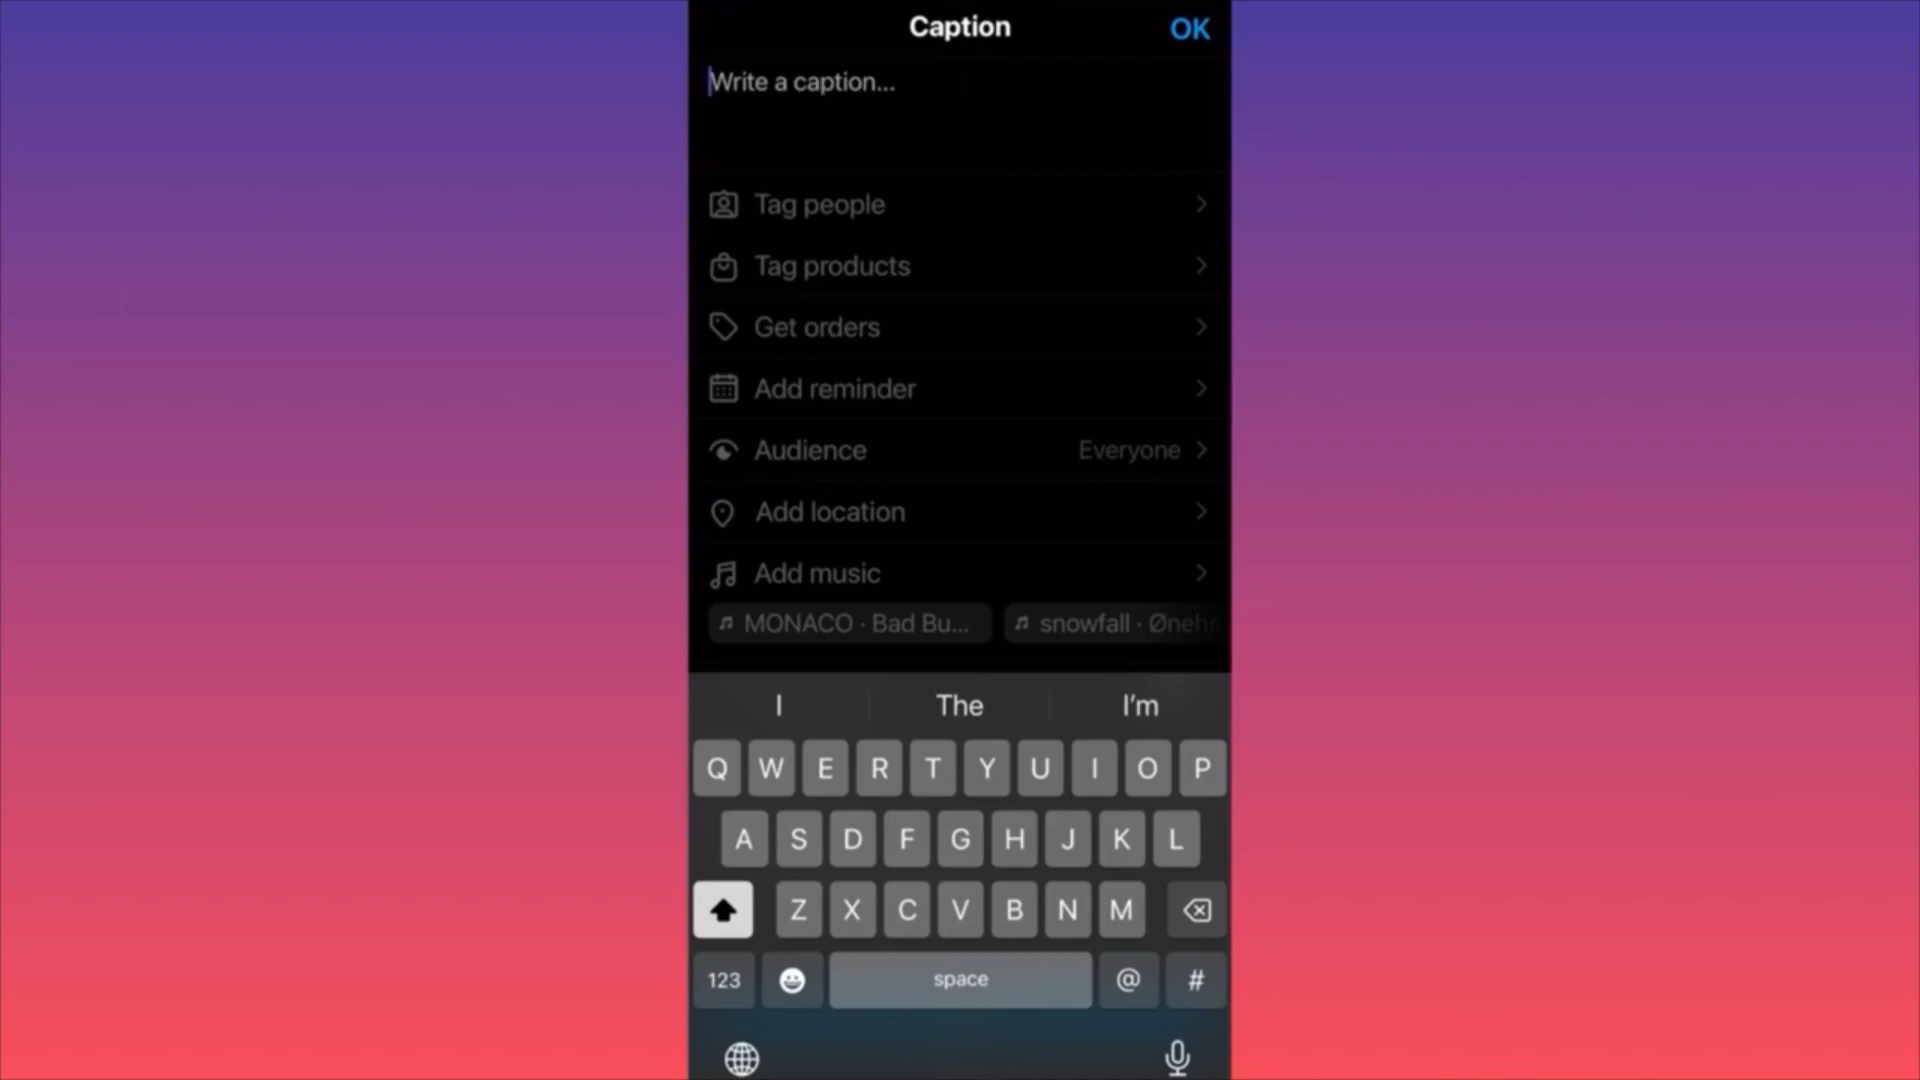 Caption
OK
Write a caption...
Tag people
Tag products
Get orders
Add reminder
Audience
Everyone
Add location
Add music
MONACO · Bad Bu...
snowfall · Øneh
I
The
I'm
Q W E R T Y U I O P
A S D F G H J K L
Z X C V B N M
123
space
@
#